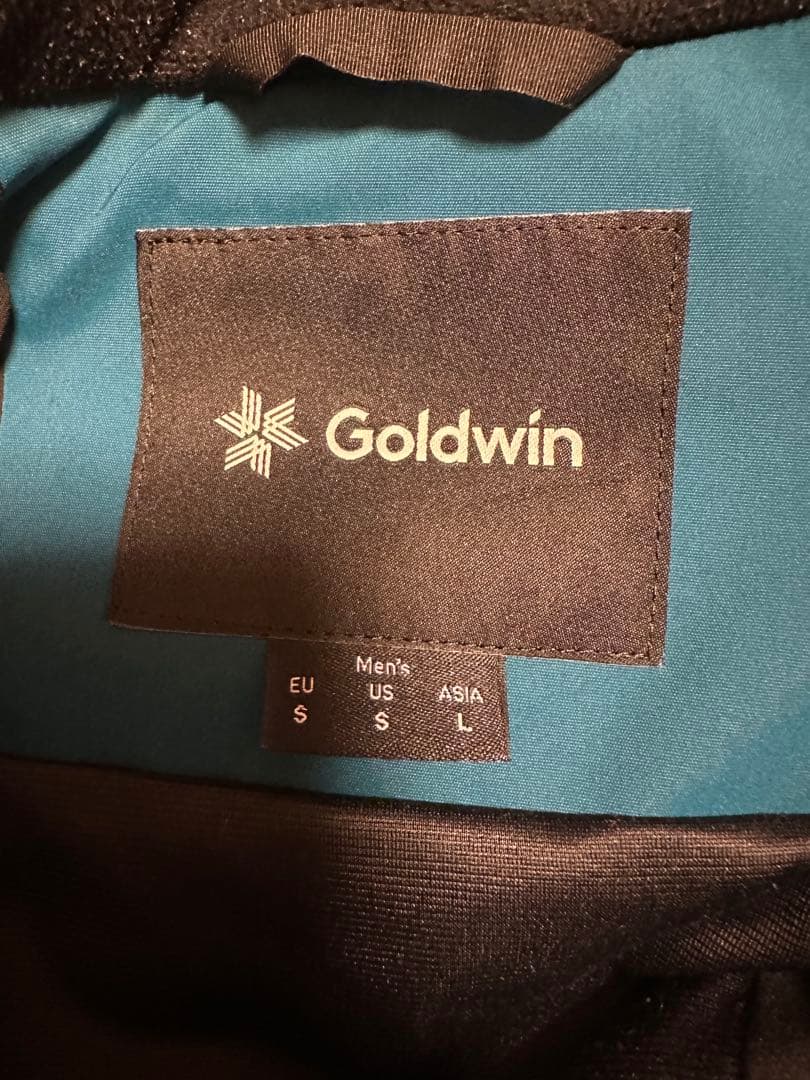 Goldwin
Men's
EU US ASIA
S S L